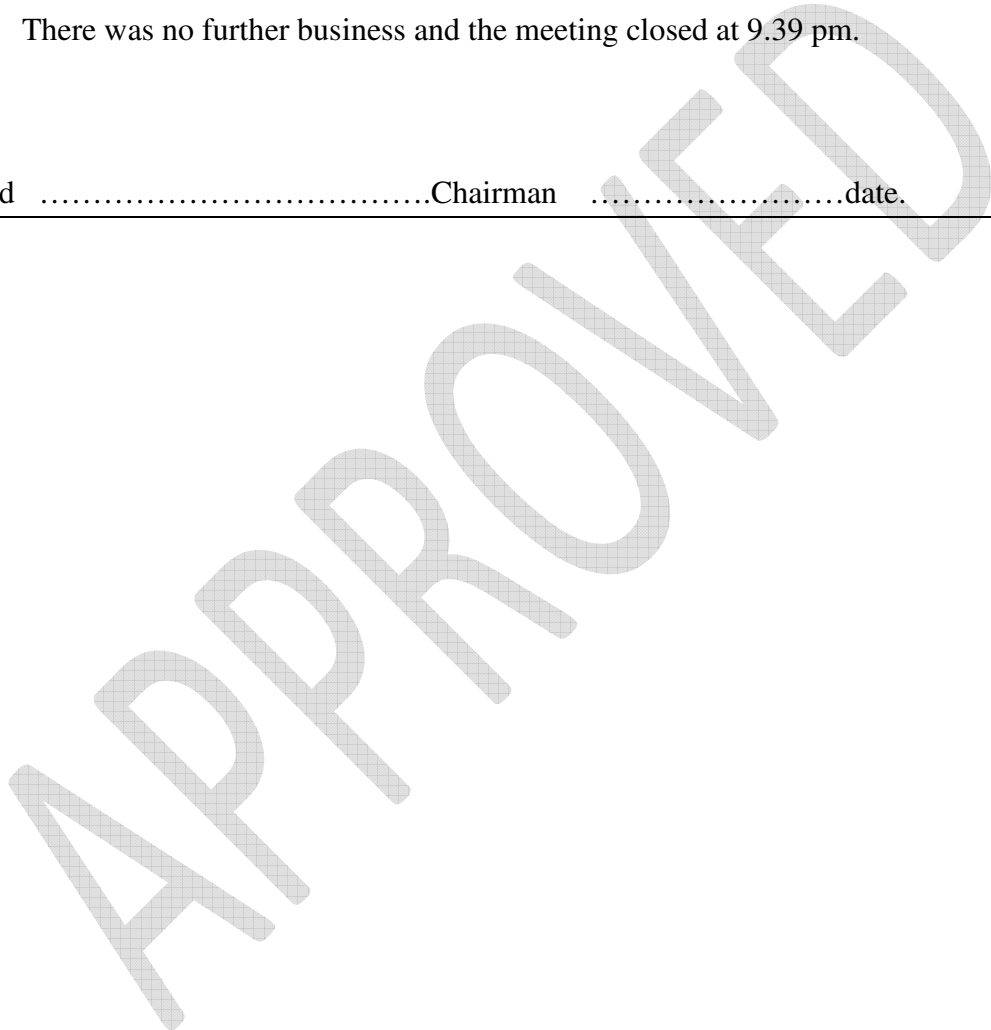 There was no further business and the meeting closed at 9.39 pm.
d ……………………………….Chairman ……………………date.
APPROVED